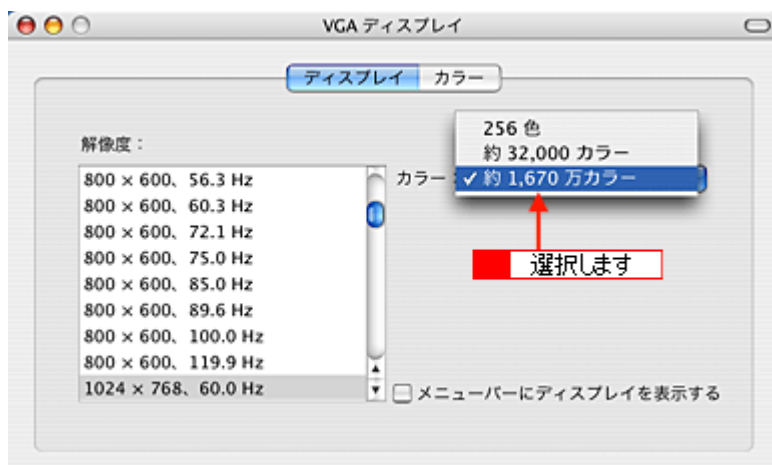 VGA ディスプレイ
ディスプレイ カラー
解像度：
800 × 600、56.3 Hz
800 × 600、60.3 Hz
800 × 600、72.1 Hz
800 × 600、75.0 Hz
800 × 600、85.0 Hz
800 × 600、89.6 Hz
800 × 600、100.0 Hz
800 × 600、119.9 Hz
1024 × 768、60.0 Hz
カラー：
256 色
約 32,000 カラー
✓ 約 1,670 万カラー
選択します
メニューバーにディスプレイを表示する